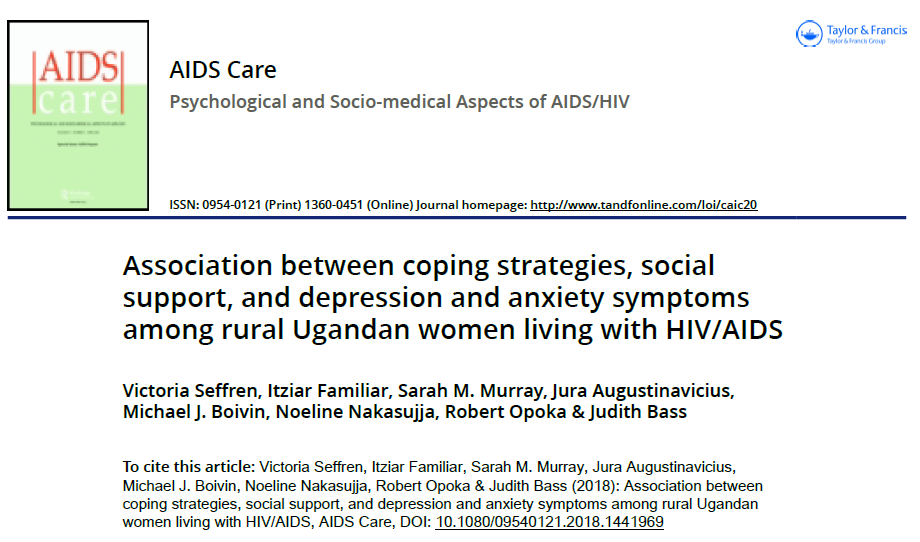 AIDS
care
Taylor & Francis
Taylor & Francis Group
AIDS Care
Psychological and Socio-medical Aspects of AIDS/HIV
ISSN: 0954-0121 (Print) 1360-0451 (Online) Journal homepage: http://www.tandfonline.com/loi/caic20
Association between coping strategies, social
support, and depression and anxiety symptoms
among rural Ugandan women living with HIV/AIDS
Victoria Seffren, Itziar Familiar, Sarah M. Murray, Jura Augustinavicius,
Michael J. Boivin, Noeline Nakasujja, Robert Opoka & Judith Bass
To cite this article: Victoria Seffren, Itziar Familiar, Sarah M. Murray, Jura Augustinavicius,
Michael J. Boivin, Noeline Nakasujja, Robert Opoka & Judith Bass (2018): Association between
coping strategies, social support, and depression and anxiety symptoms among rural Ugandan
women living with HIV/AIDS, AIDS Care, DOI: 10.1080/09540121.2018.1441969